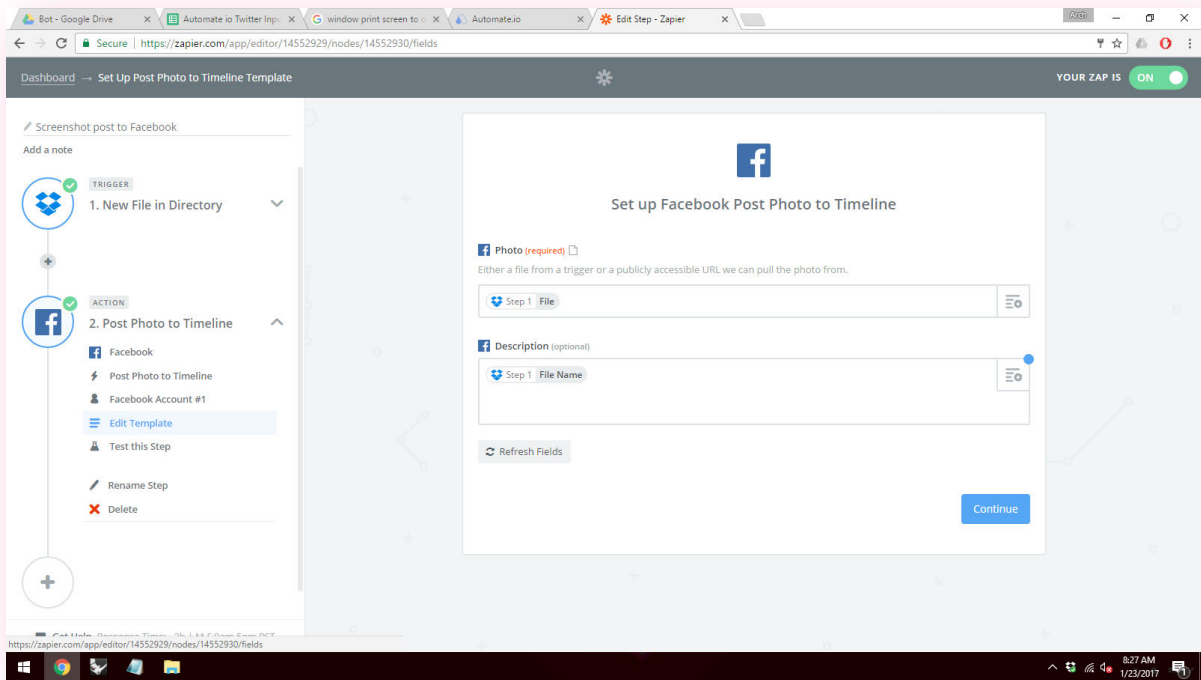 Bot - Google Drive
Automate io Twitter Inpu
window print screen to
Automate.io
Edit Step - Zapier
Arch
Secure | https://zapier.com/app/editor/14552929/nodes/14552930/fields
Dashboard → Set Up Post Photo to Timeline Template
YOUR ZAP IS ON
Screenshot post to Facebook
Add a note
TRIGGER
1. New File in Directory
ACTION
2. Post Photo to Timeline
Facebook
Post Photo to Timeline
Facebook Account #1
Edit Template
Test this Step
Rename Step
Delete
Set up Facebook Post Photo to Timeline
Photo (required)
Either a file from a trigger or a publicly accessible URL we can pull the photo from.
Step 1 File
Description (optional)
Step 1 File Name
Refresh Fields
Continue
Get Help
https://zapier.com/app/editor/14552929/nodes/14552930/fields
8:27 AM
1/23/2017
1